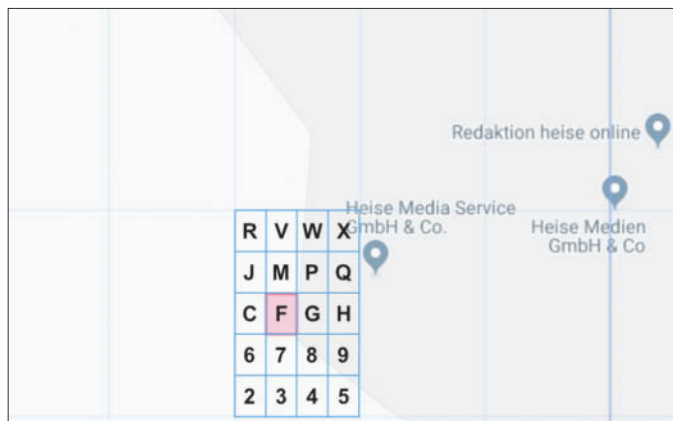 Redaktion heise online
Heise Media Service
GmbH & Co.
Heise Medien
GmbH & Co
R V W X
J M P Q
C F G H
6 7 8 9
2 3 4 5